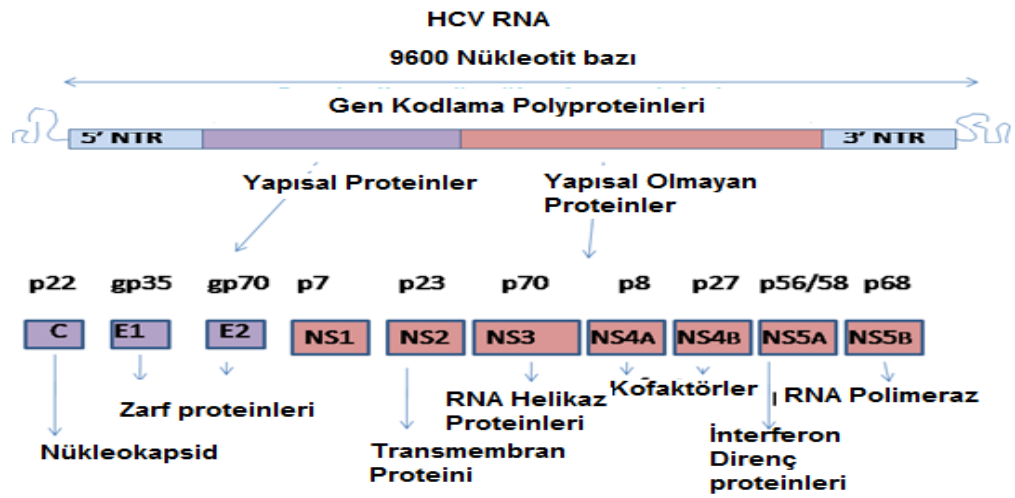 HCV RNA
9600 Nükleotit bazı
Gen Kodlama Polyproteinleri
5’ NTR
3’ NTR
Yapısal Proteinler
Yapısal Olmayan
Proteinler
p22 gp35 gp70 p7 p23 p70 p8 p27 p56/58 p68
C E1 E2 NS1 NS2 NS3 NS4A NS4B NS5A NS5B
Zarf proteinleri
Nükleokapsid
Transmembran
Proteini
RNA Helikaz
Proteinleri
Kofaktörler
RNA Polimeraz
İnterferon
Direnç
proteinleri